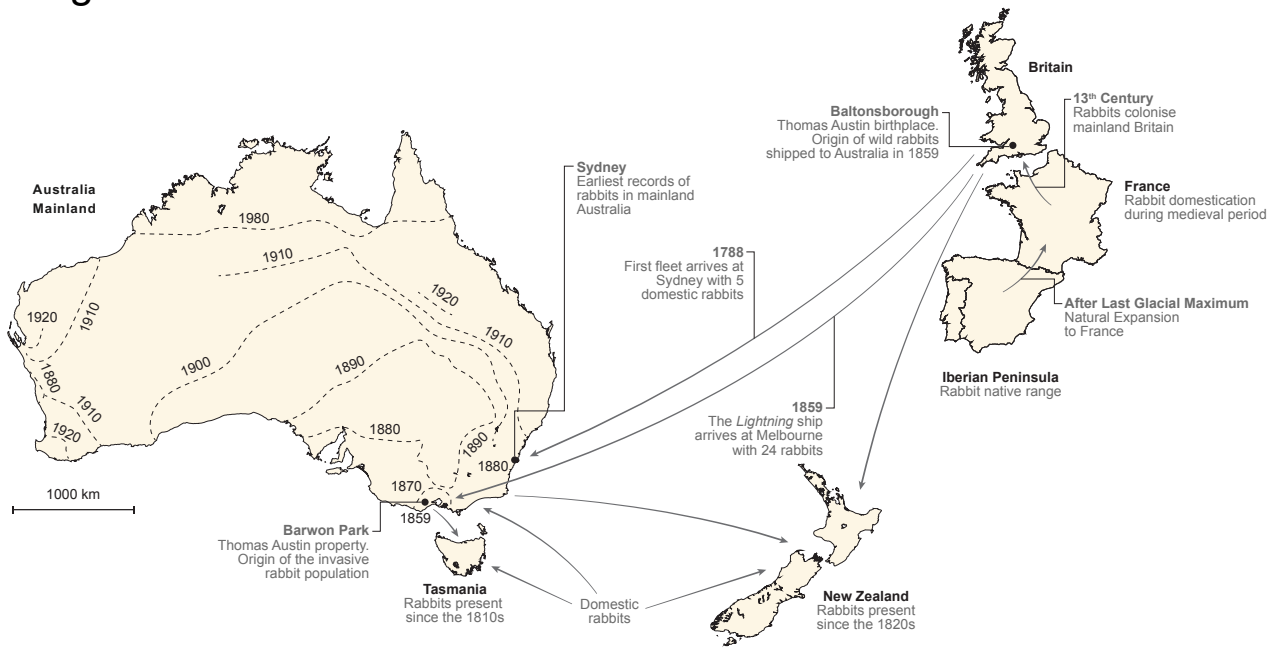 Australia
Mainland
1980
1910
1920
1910
1920
1910
1900
1890
1880
1910
1920
1880
1890
1880
1870
1859
1000 km
Sydney
Earliest records of
rabbits in mainland
Australia
Barwon Park
Thomas Austin property.
Origin of the invasive
rabbit population
Tasmania
Rabbits present
since the 1810s
Domestic
rabbits
1788
First fleet arrives at
Sydney with 5
domestic rabbits
1859
The Lightning ship
arrives at Melbourne
with 24 rabbits
New Zealand
Rabbits present
since the 1820s
Britain
Baltonsborough
Thomas Austin birthplace.
Origin of wild rabbits
shipped to Australia in 1859
13th Century
Rabbits colonise
mainland Britain
France
Rabbit domestication
during medieval period
After Last Glacial Maximum
Natural Expansion
to France
Iberian Peninsula
Rabbit native range